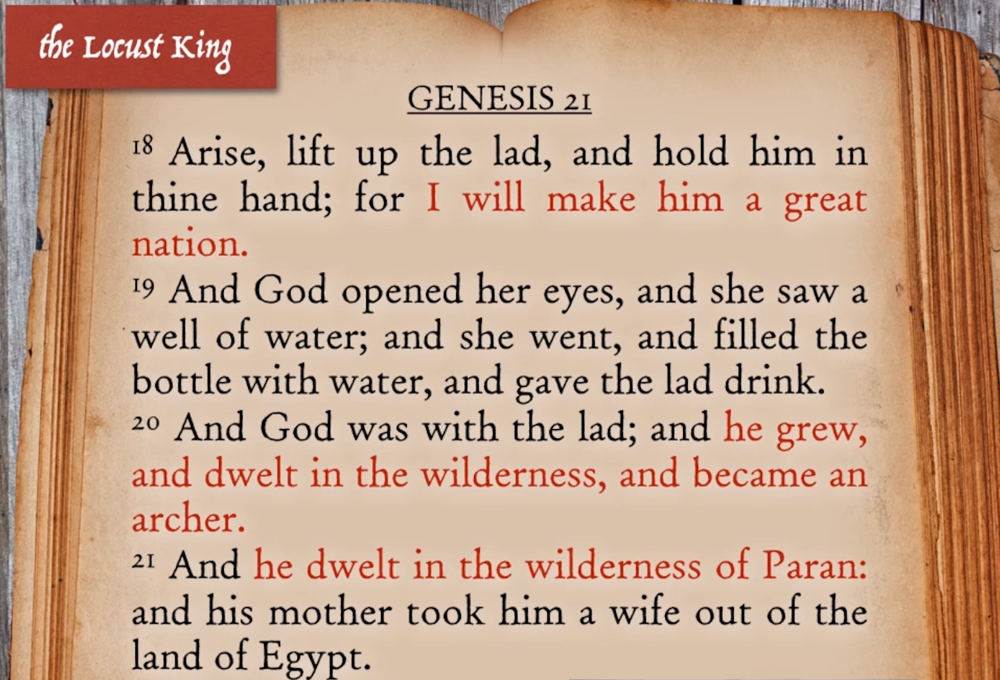 the Locust King
GENESIS 21
18 Arise, lift up the lad, and hold him in
thine hand; for I will make him a great
nation.
19 And God opened her eyes, and she saw a
well of water; and she went, and filled the
bottle with water, and gave the lad drink.
20 And God was with the lad; and he grew,
and dwelt in the wilderness, and became an
archer.
21 And he dwelt in the wilderness of Paran:
and his mother took him a wife out of the
land of Egypt.